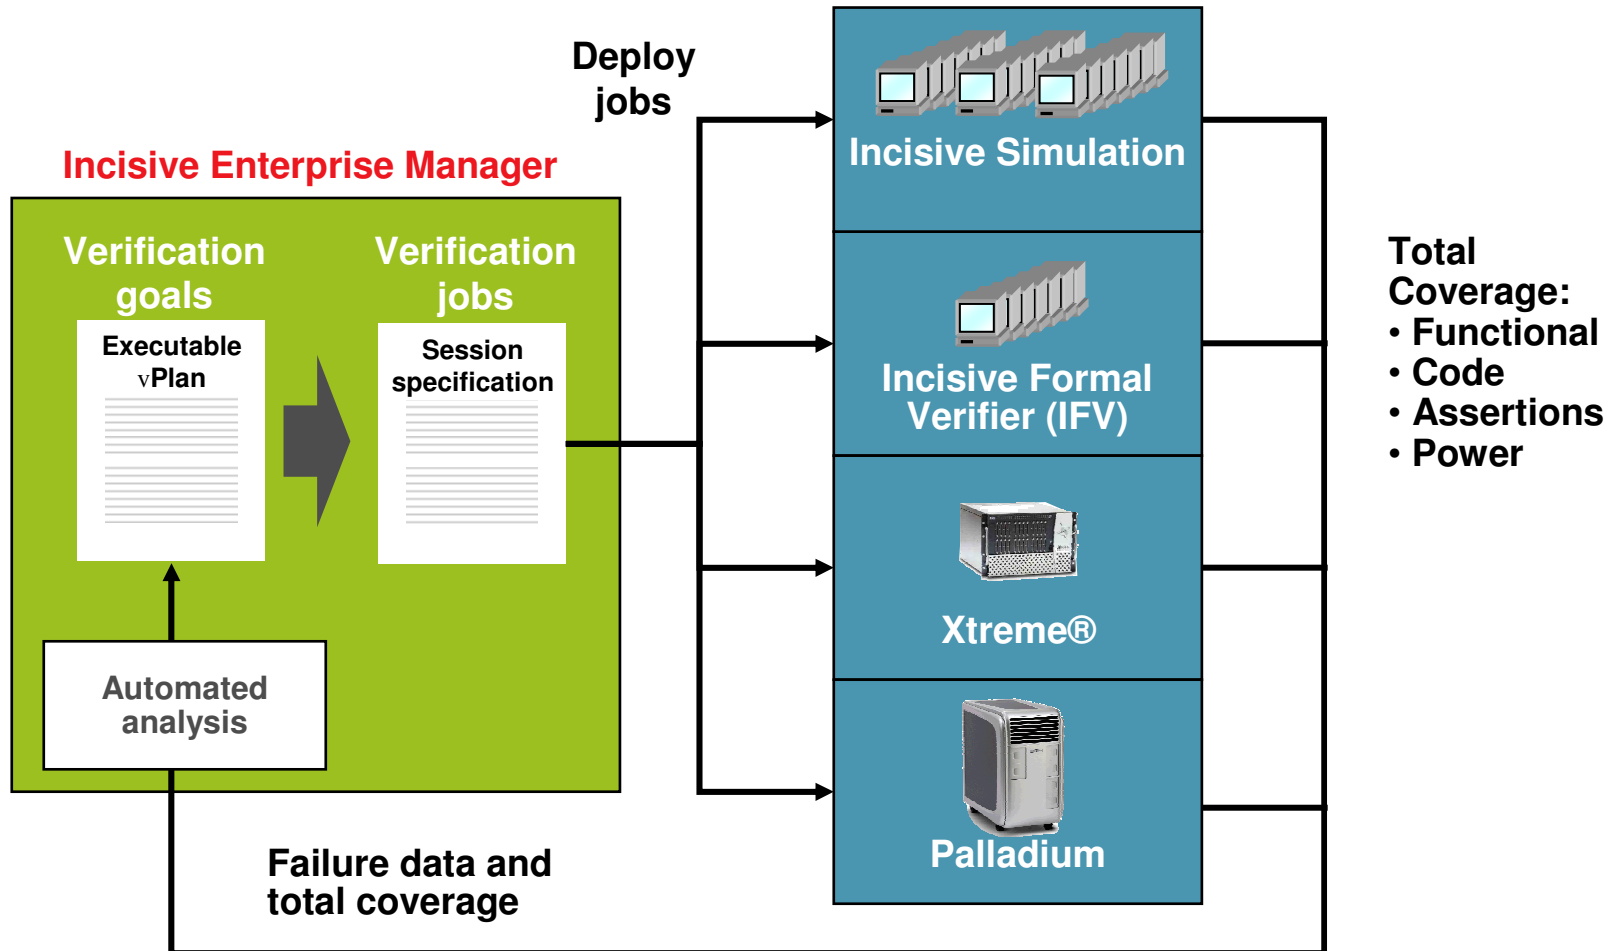 Deploy
jobs
Incisive Enterprise Manager
Verification
goals
Executable
vPlan
Verification
jobs
Session
specification
Automated
analysis
Failure data and
total coverage
Incisive Simulation
Incisive Formal
Verifier (IFV)
Xtreme®
Palladium
Total
Coverage:
• Functional
• Code
• Assertions
• Power